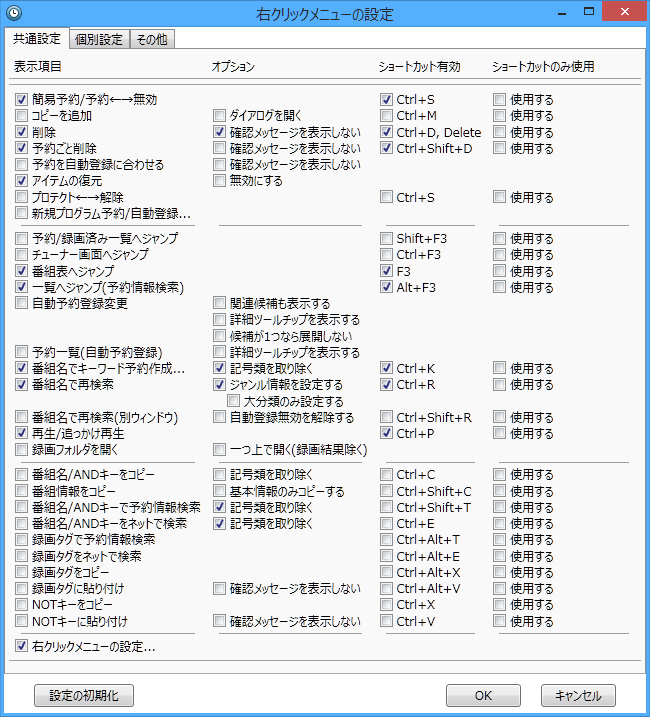 右クリックメニューの設定
共通設定 個別設定 その他
表示項目 オプション ショートカット有効 ショートカットのみ使用
簡易予約/予約←→無効 Ctrl+S 使用する
コピーを追加 ダイアログを開く Ctrl+M 使用する
削除 確認メッセージを表示しない Ctrl+D, Delete 使用する
予約ごと削除 確認メッセージを表示しない Ctrl+Shift+D 使用する
予約を自動登録に合わせる 確認メッセージを表示しない
アイテムの復元 無効にする
プロテクト←→解除 Ctrl+S 使用する
新規プログラム予約/自動登録...
予約/録画済み一覧へジャンプ Shift+F3 使用する
チューナー画面へジャンプ Ctrl+F3 使用する
番組表へジャンプ F3 使用する
一覧へジャンプ(予約情報検索) Alt+F3 使用する
自動予約登録変更 関連候補も表示する
詳細ツールチップを表示する
候補が1つなら展開しない
予約一覧(自動予約登録) 詳細ツールチップを表示する
番組名でキーワード予約作成... 記号類を取り除く Ctrl+K 使用する
番組名で再検索 ジャンル情報を設定する Ctrl+R 使用する
大分類のみ設定する
番組名で再検索(別ウィンドウ) 自動登録無効を解除する Ctrl+Shift+R 使用する
再生/追っかけ再生 Ctrl+P 使用する
録画フォルダを開く 一つ上で開く(録画結果除く)
番組名/ANDキーをコピー 記号類を取り除く Ctrl+C 使用する
番組情報をコピー 基本情報のみコピーする Ctrl+Shift+C 使用する
番組名/ANDキーで予約情報検索 記号類を取り除く Ctrl+Shift+T 使用する
番組名/ANDキーをネットで検索 記号類を取り除く Ctrl+E 使用する
録画タグで予約情報検索 Ctrl+Alt+T 使用する
録画タグをネットで検索 Ctrl+Alt+E 使用する
録画タグをコピー Ctrl+Alt+X 使用する
録画タグに貼り付け 確認メッセージを表示しない Ctrl+Alt+V 使用する
NOTキーをコピー Ctrl+X 使用する
NOTキーに貼り付け 確認メッセージを表示しない Ctrl+V 使用する
右クリックメニューの設定...
設定の初期化 OK キャンセル